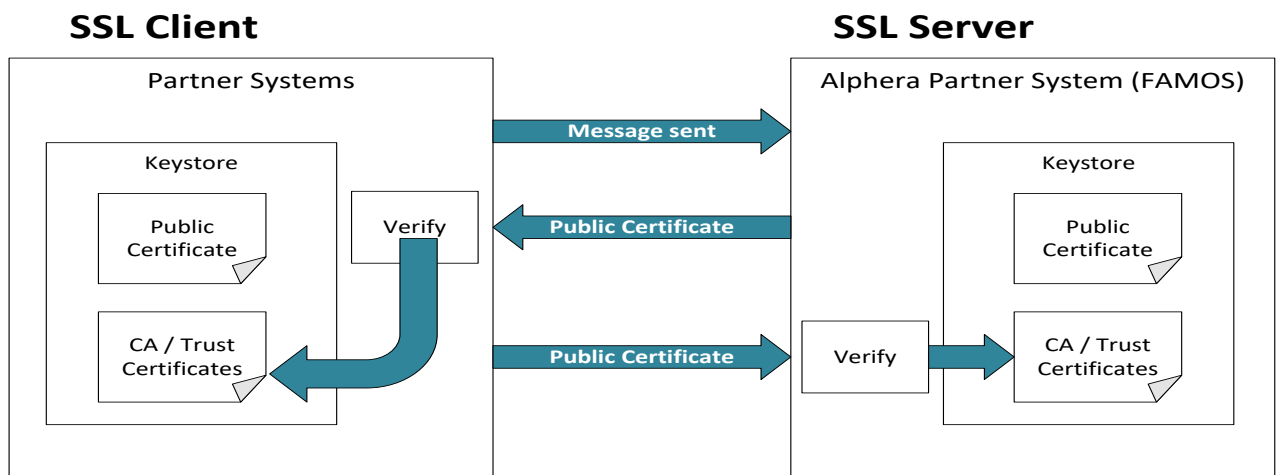 SSL Client
SSL Server
Partner Systems
Alphera Partner System (FAMOS)
Message sent
Keystore
Keystore
Public
Certificate
Verify
Public Certificate
Public
Certificate
CA / Trust
Certificates
Public Certificate
Verify
CA / Trust
Certificates